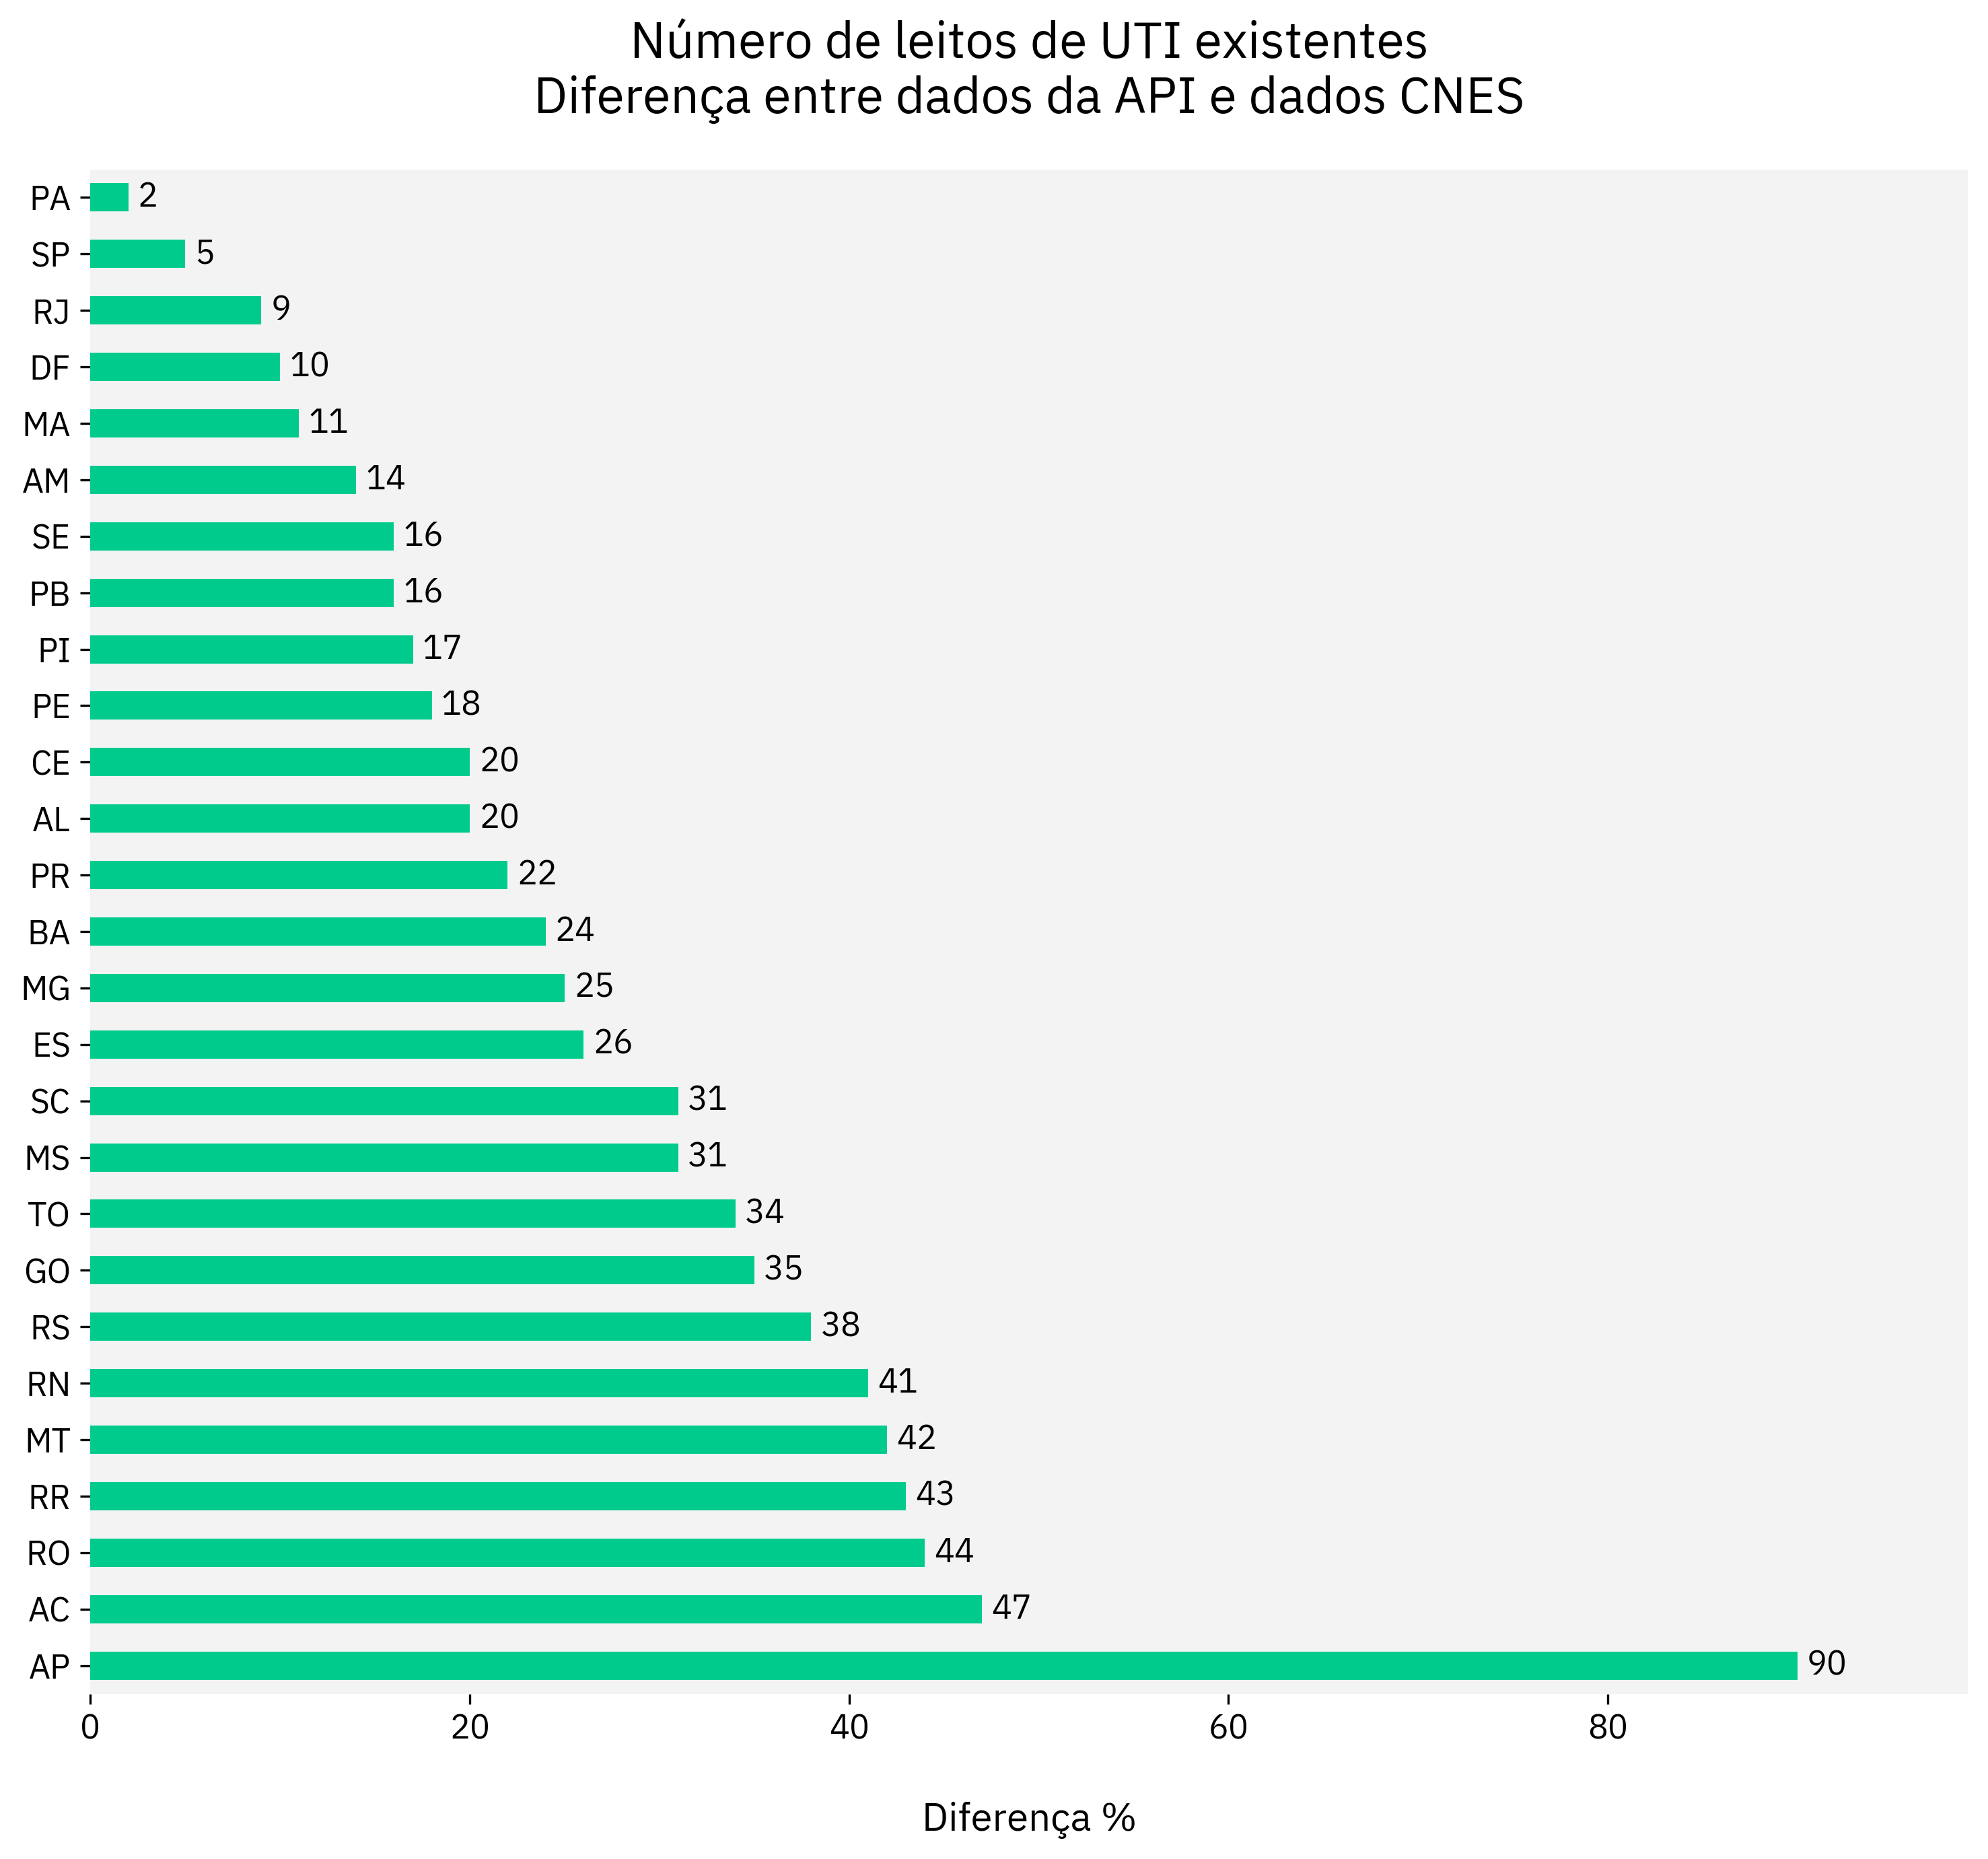 Número de leitos de UTI existentes
Diferença entre dados da API e dados CNES
PA 2
SP 5
RJ 9
DF 10
MA 11
AM 14
SE 16
PB 16
PI 17
PE 18
CE 20
AL 20
PR 22
BA 24
MG 25
ES 26
SC 31
MS 31
TO 34
GO 35
RS 38
RN 41
MT 42
RR 43
RO 44
AC 47
AP 90
0 20 40 60 80
Diferença %